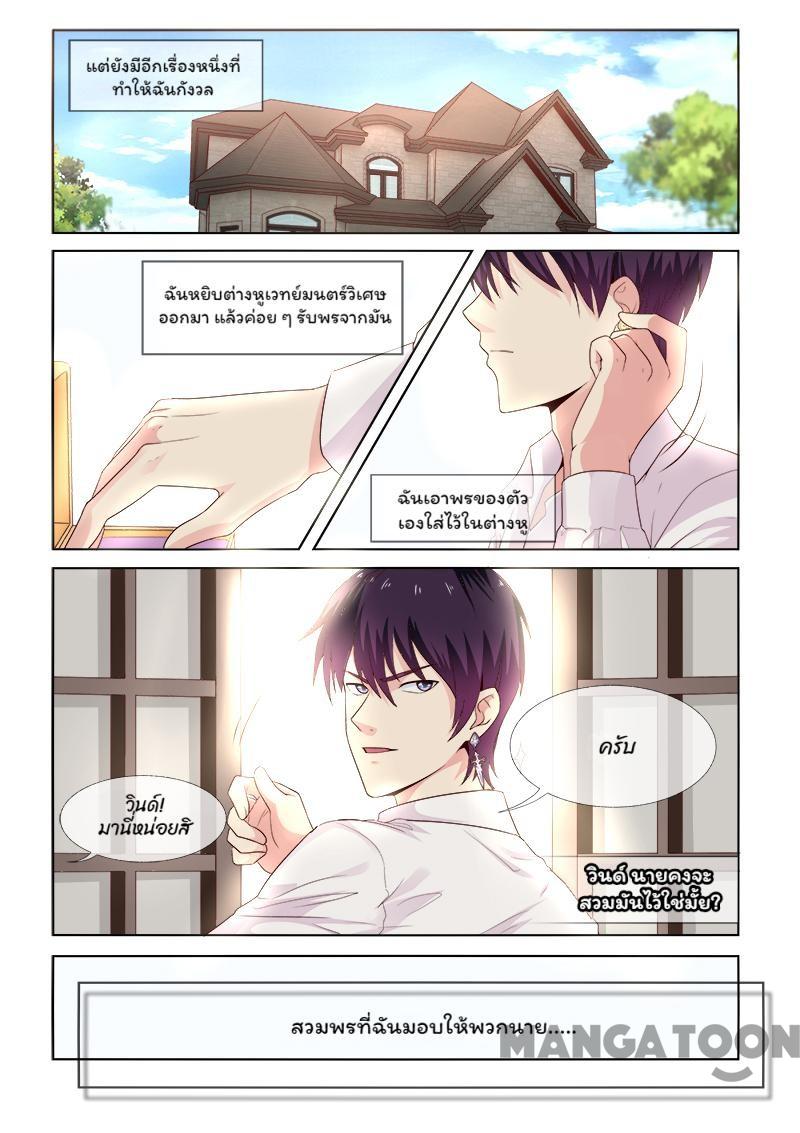 แต่ยังมีอีกเรื่องหนึ่งที่
ทำให้ฉันกังวล
ฉันหยิบต่างหูเวทย์มนตร์วิเศษ
ออกมา แล้วค่อย ๆ รับพรจากมัน
ฉันเอาพรของตัว
เองใส่ไว้ในต่างหู
วินด์!
มานี่หน่อยสิ
ครับ
วินด์ นายคงจะ
สวมมันไว้ใช่มั้ย?
สวมพรที่ฉันมอบให้พวกนาย.....
MANGATOON